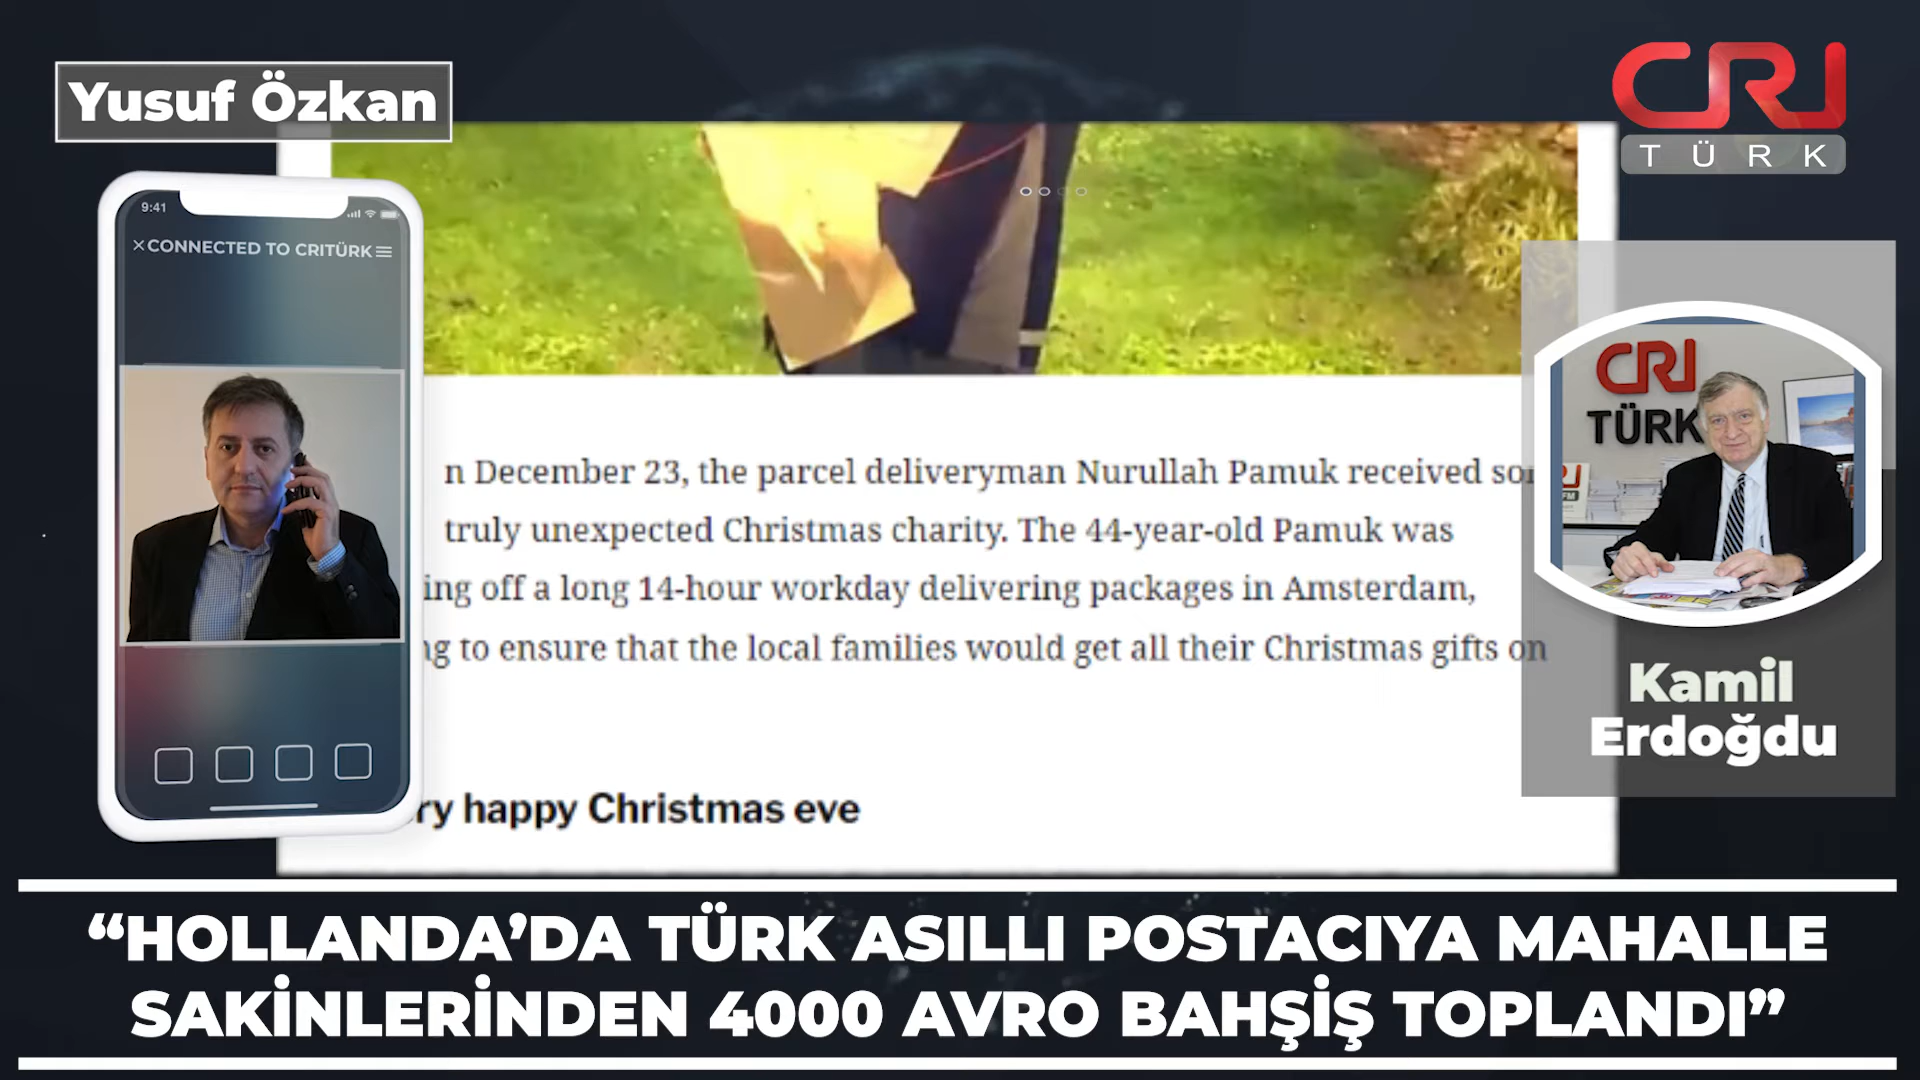 Yusuf Özkan
CRI
TÜRK
9:41
CONNECTED TO CRITÜRK
CRI
TÜRK
n December 23, the parcel deliveryman Nurullah Pamuk received
truly unexpected Christmas charity. The 44-year-old Pamuk was
off a long 14-hour workday delivering packages in Amsterdam,
to ensure that the local families would get all their Christmas gifts on
happy Christmas eve
Kamil
Erdoğdu
“HOLLANDA’DA TÜRK ASILLI POSTACIYA MAHALLE
SAKİNLERİNDEN 4000 AVRO BAHŞİŞ TOPLANDI”